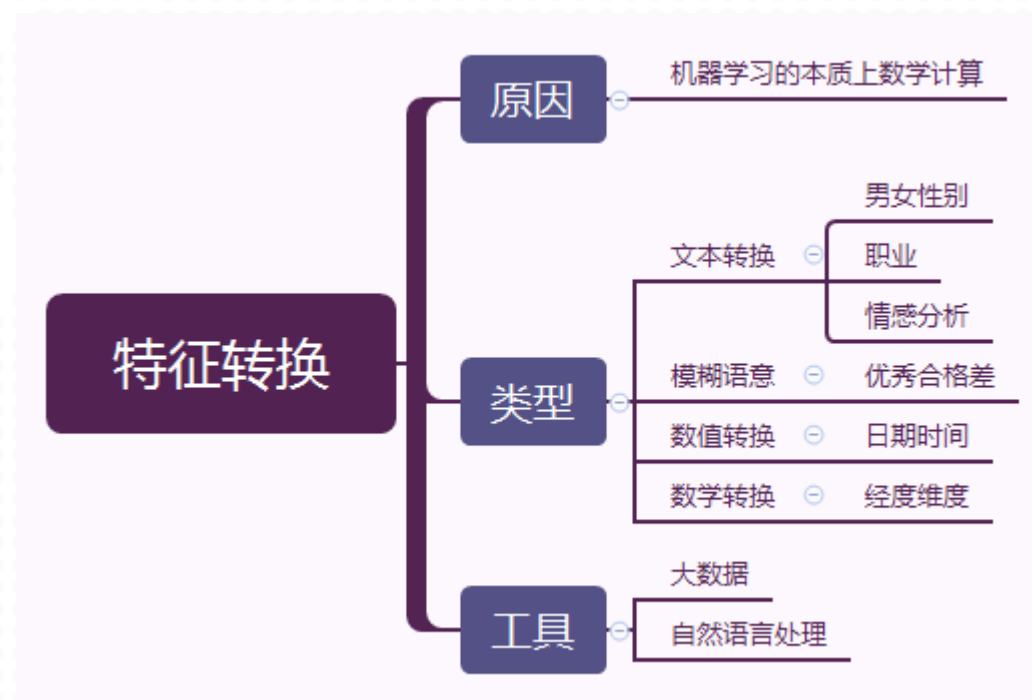 特征转换
原因
机器学习的本质上数学计算
类型
文本转换
男女性别
职业
情感分析
模糊语意
优秀合格差
数值转换
日期时间
数学转换
经度维度
工具
大数据
自然语言处理